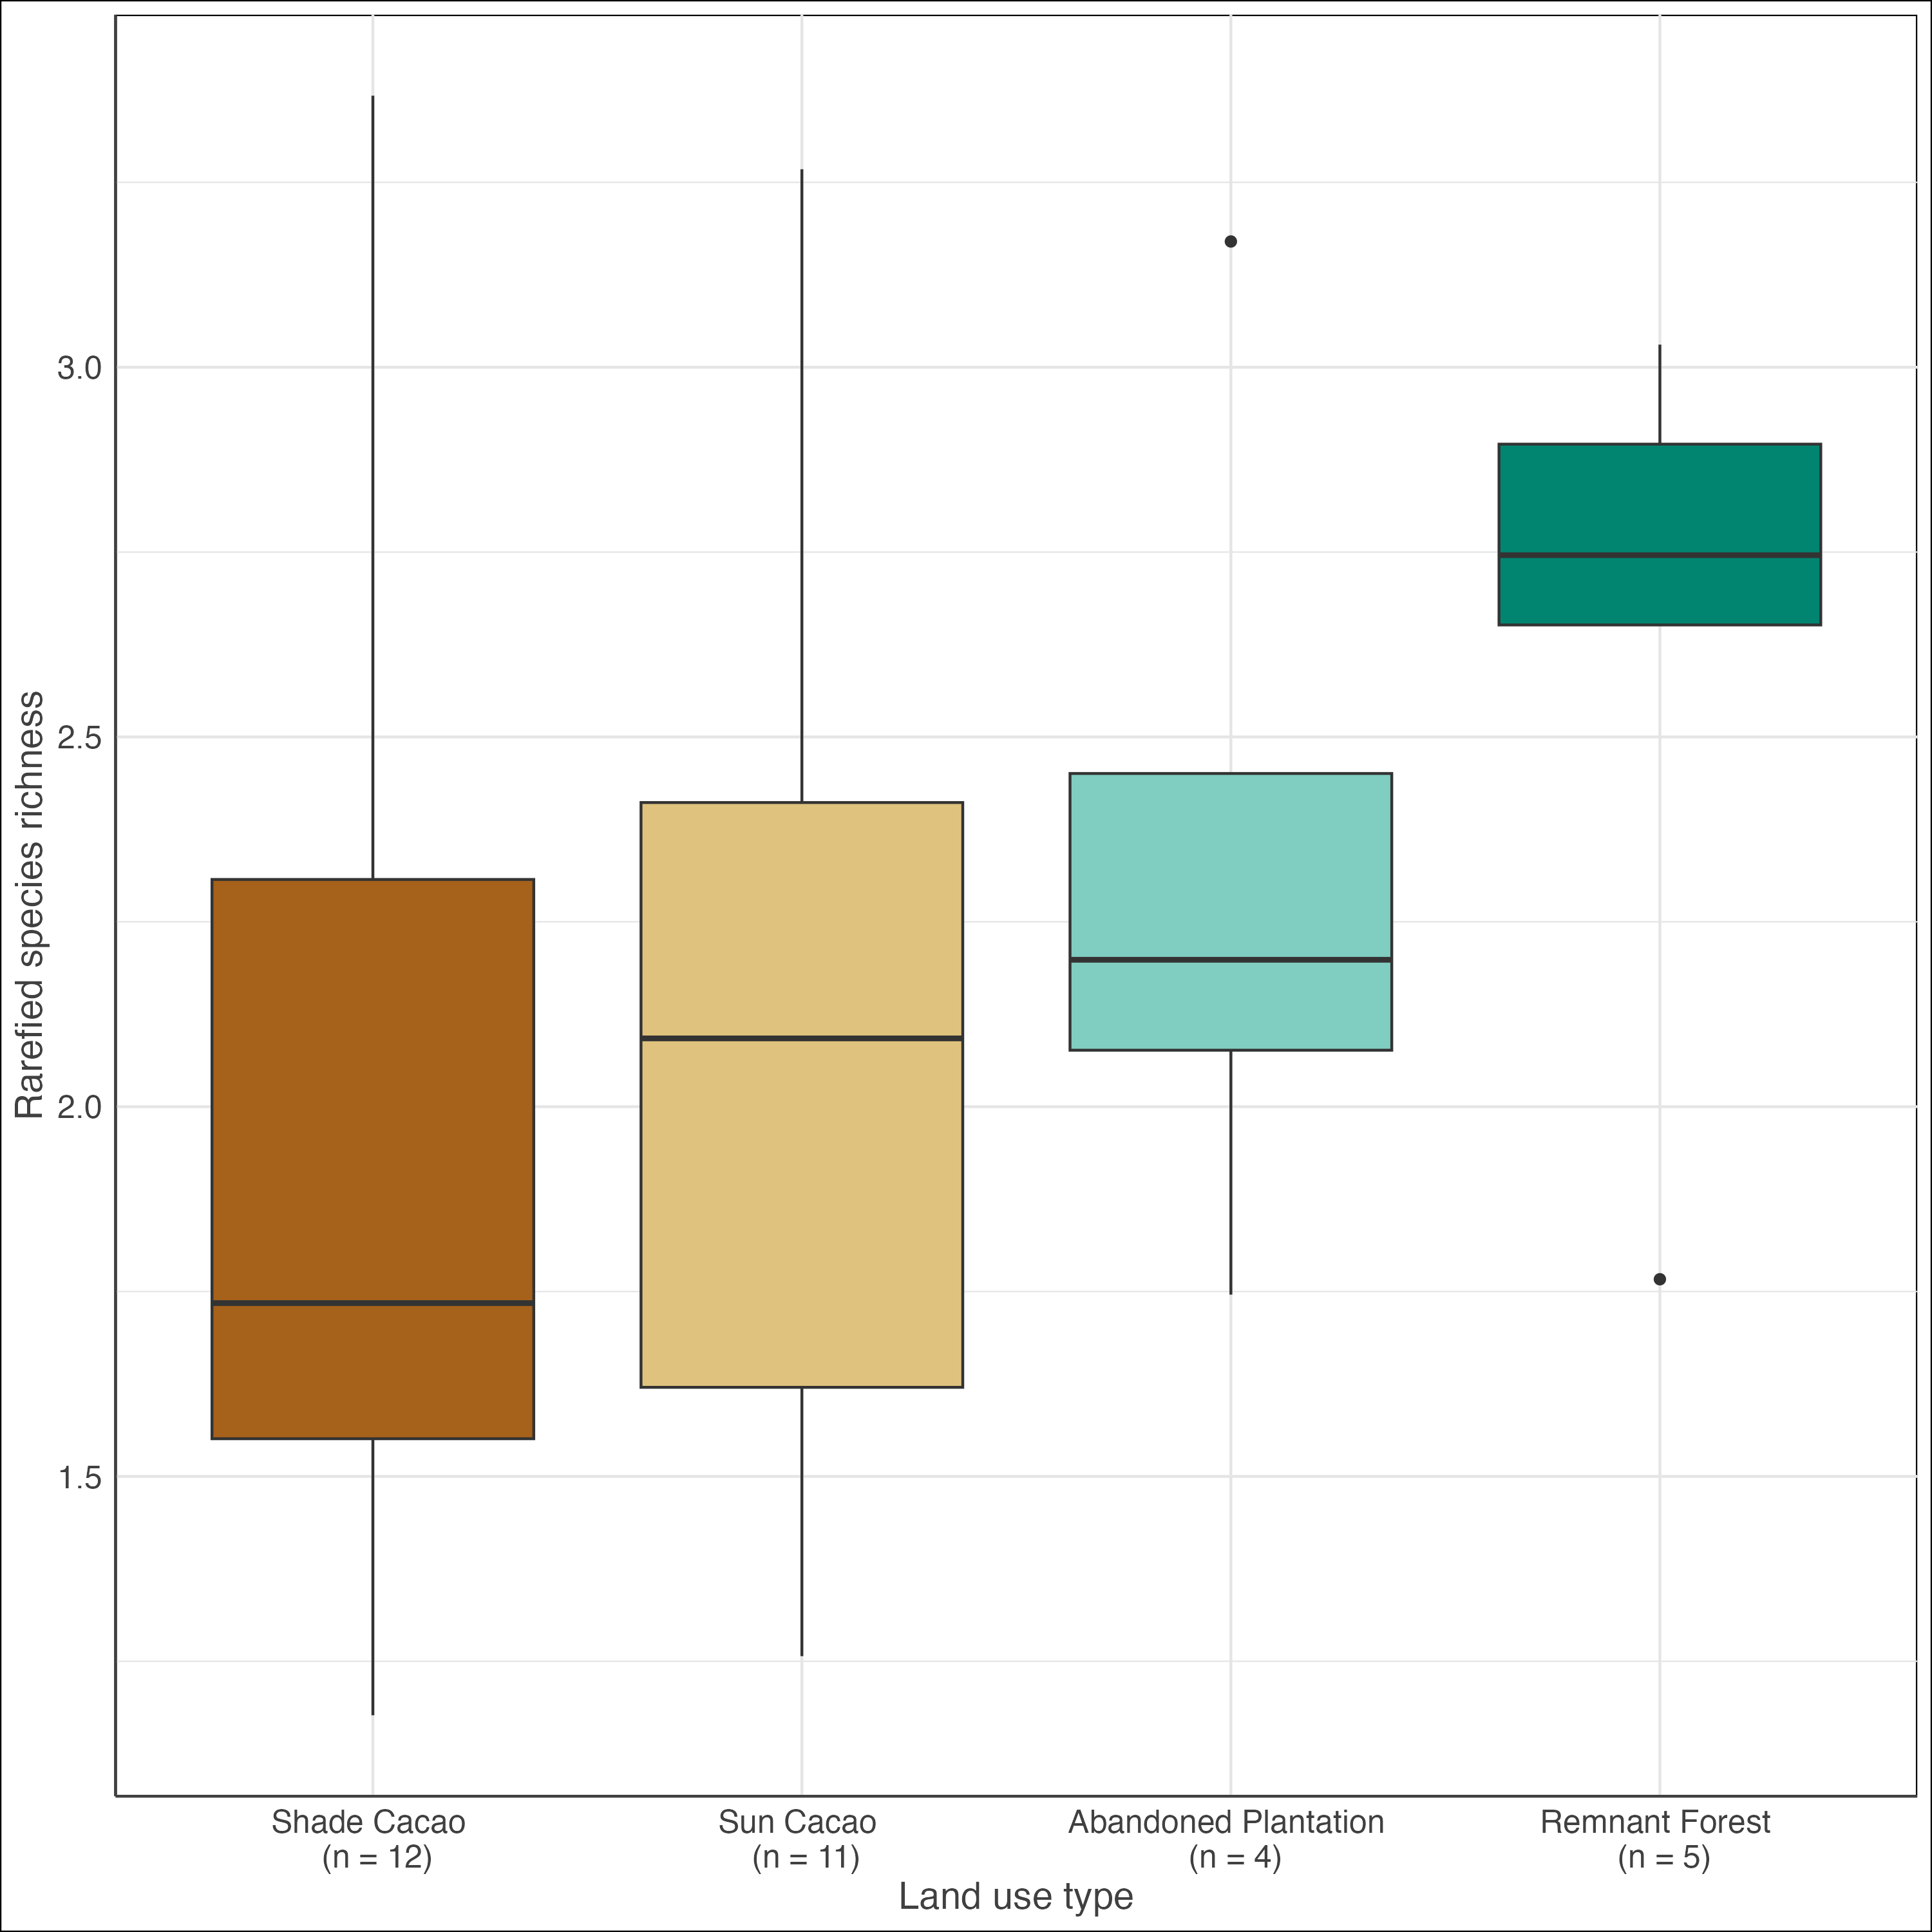 Rarefied species richness
3.0
2.5
2.0
1.5
Shade Cacao
(n = 12)
Sun Cacao
(n = 11)
Abandoned Plantation
(n = 4)
Remnant Forest
(n = 5)
Land use type